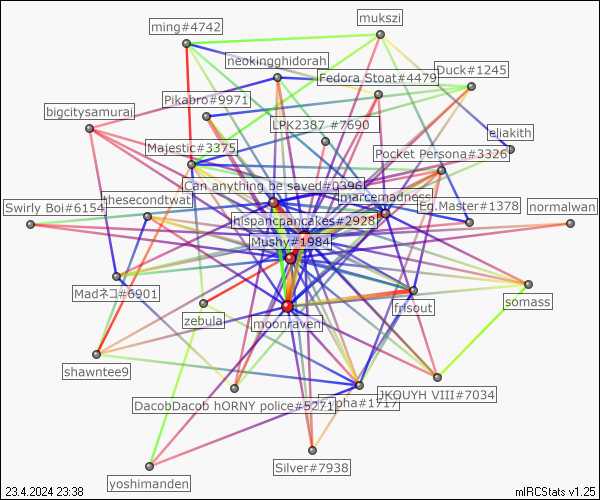 mukszi
ming#4742
neokingghidorah
Fedora Stoat#4479
Duck#1245
Pikabro#9971
bigcitysamurai
LPK2387 #7690
eliakith
Majestic#3375
Pocket Persona#3326
Can anything be saved#0396
thesecondtwat
marcemadness
Swirly Boi#6154
Eg.Master#1378
normalwan
hispancpancakes#2928
Mushy#1984
Madネコ#6901
frisout
somass
zebula
moonraven
shawntee9
DacobDacob hORNY police#5271
pha#1717
JKOUYH VIII#7034
Silver#7938
yoshimanden
23.4.2024 23:38
mIRCStats v1.25